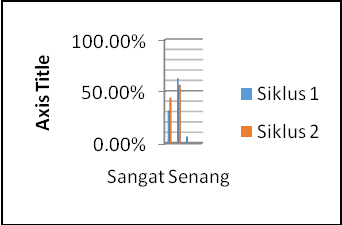 100.00%
50.00%
0.00%
Axis Title
Sangat Senang
Siklus 1
Siklus 2